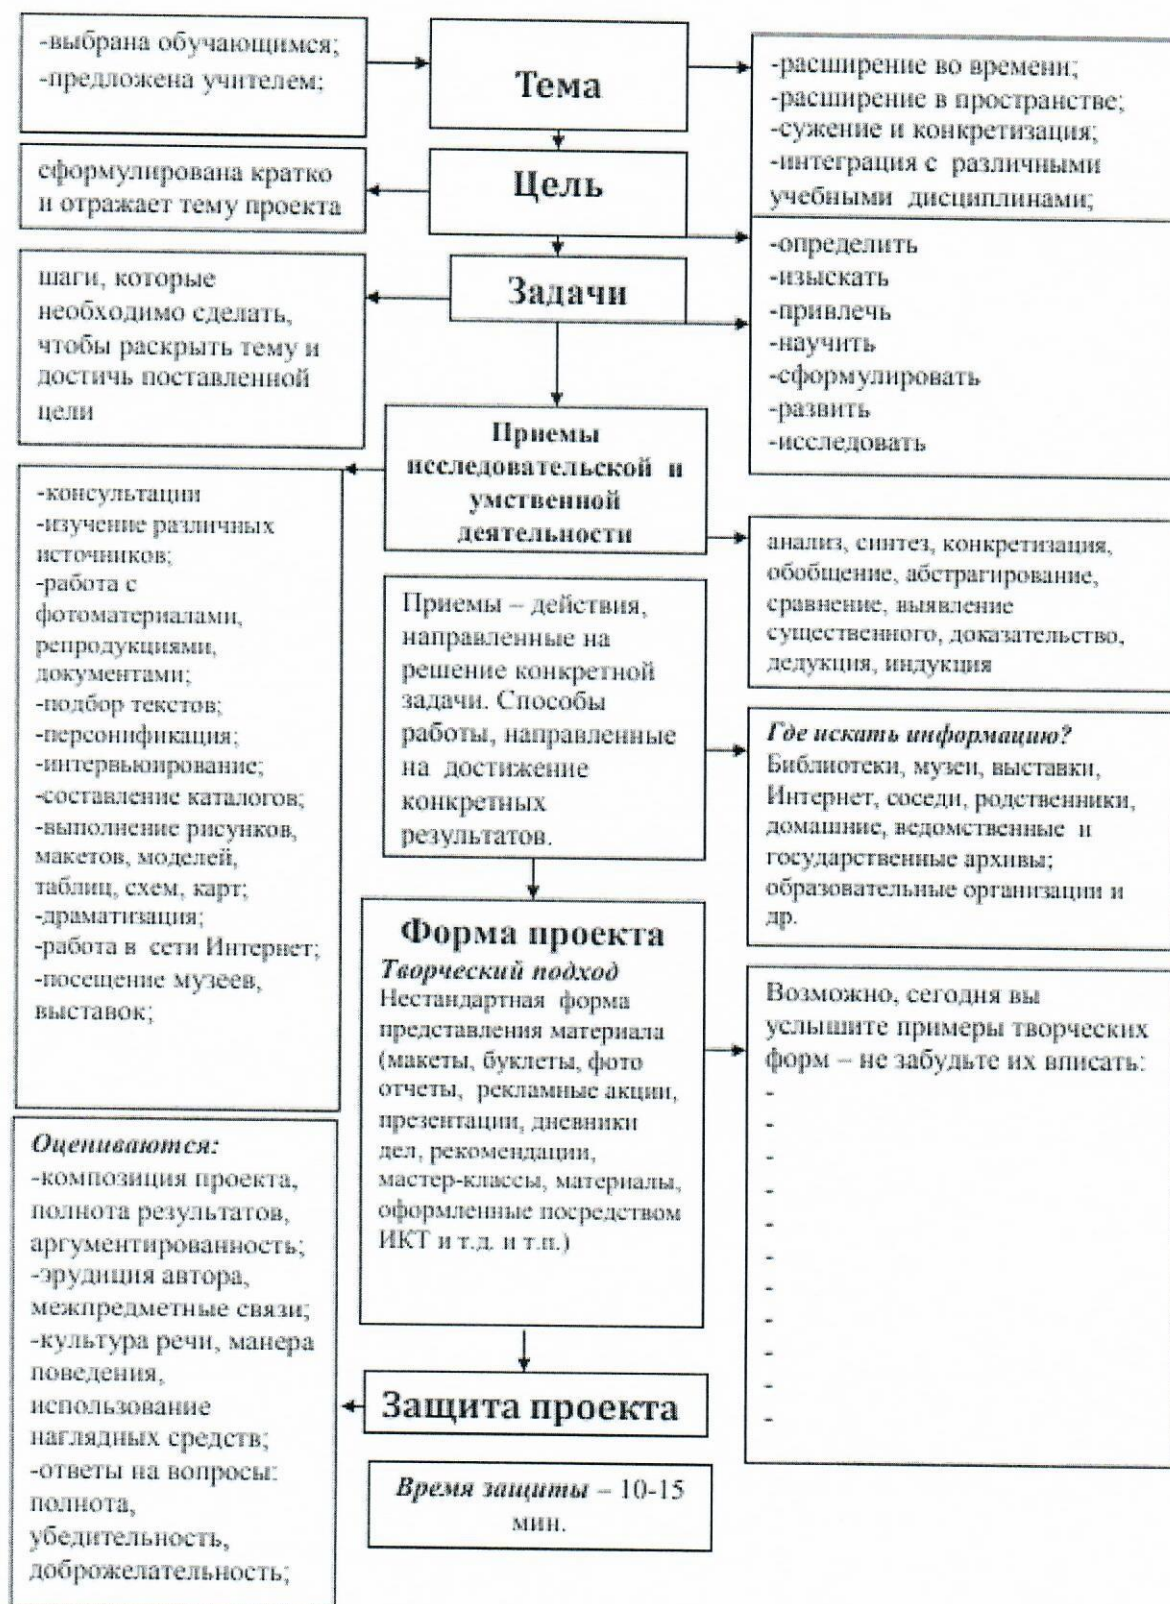 -выбрана обучающимся;
-предложена учителем;
Тема
-расширение во времени;
-расширение в пространстве;
-сужение и конкретизация;
-интеграция с различными
учебными дисциплинами;
сформулирована кратко
и отражает тему проекта
Цель
-определить
-изыскать
-привлечь
-научить
-сформулировать
-развить
-исследовать
шаги, которые
необходимо сделать,
чтобы раскрыть тему и
достичь поставленной
цели
Задачи
Приемы
исследовательской и
умственной
деятельности
-консультации
-изучение различных
источников;
-работа с
фотоматериалами,
репродукциями,
документами;
-подбор текстов;
-персонификация;
-интервьюирование;
-составление каталогов;
-выполнение рисунков,
макетов, моделей,
таблиц, схем, карт;
-драматизация;
-работа в сети Интернет;
-посещение музеев,
выставок;
анализ, синтез, конкретизация,
обобщение, абстрагирование,
сравнение, выявление
существенного, доказательство,
дедукция, индукция
Приемы – действия,
направленные на
решение конкретной
задачи. Способы
работы, направленные
на достижение
конкретных
результатов.
Где искать информацию?
Библиотеки, музеи, выставки,
Интернет, соседи, родственники,
домашние, ведомственные и
государственные архивы;
образовательные организации и
др.
Форма проекта
Творческий подход
Нестандартная форма
представления материала
(макеты, буклеты, фото
отчеты, рекламные акции,
презентации, дневники
дел, рекомендации,
мастер-классы, материалы,
оформленные посредством
ИКТ и т.д. и т.п.)
Возможно, сегодня вы
услышите примеры творческих
форм – не забудьте их вписать:
-
-
-
-
-
-
-
-
-
-
-
Оцениваются:
-композиция проекта,
полнота результатов,
аргументированность;
-эрудиция автора,
межпредметные связи;
-культура речи, манера
поведения,
использование
наглядных средств;
-ответы на вопросы:
полнота,
убедительность,
доброжелательность;
Защита проекта
Время защиты – 10-15
мин.